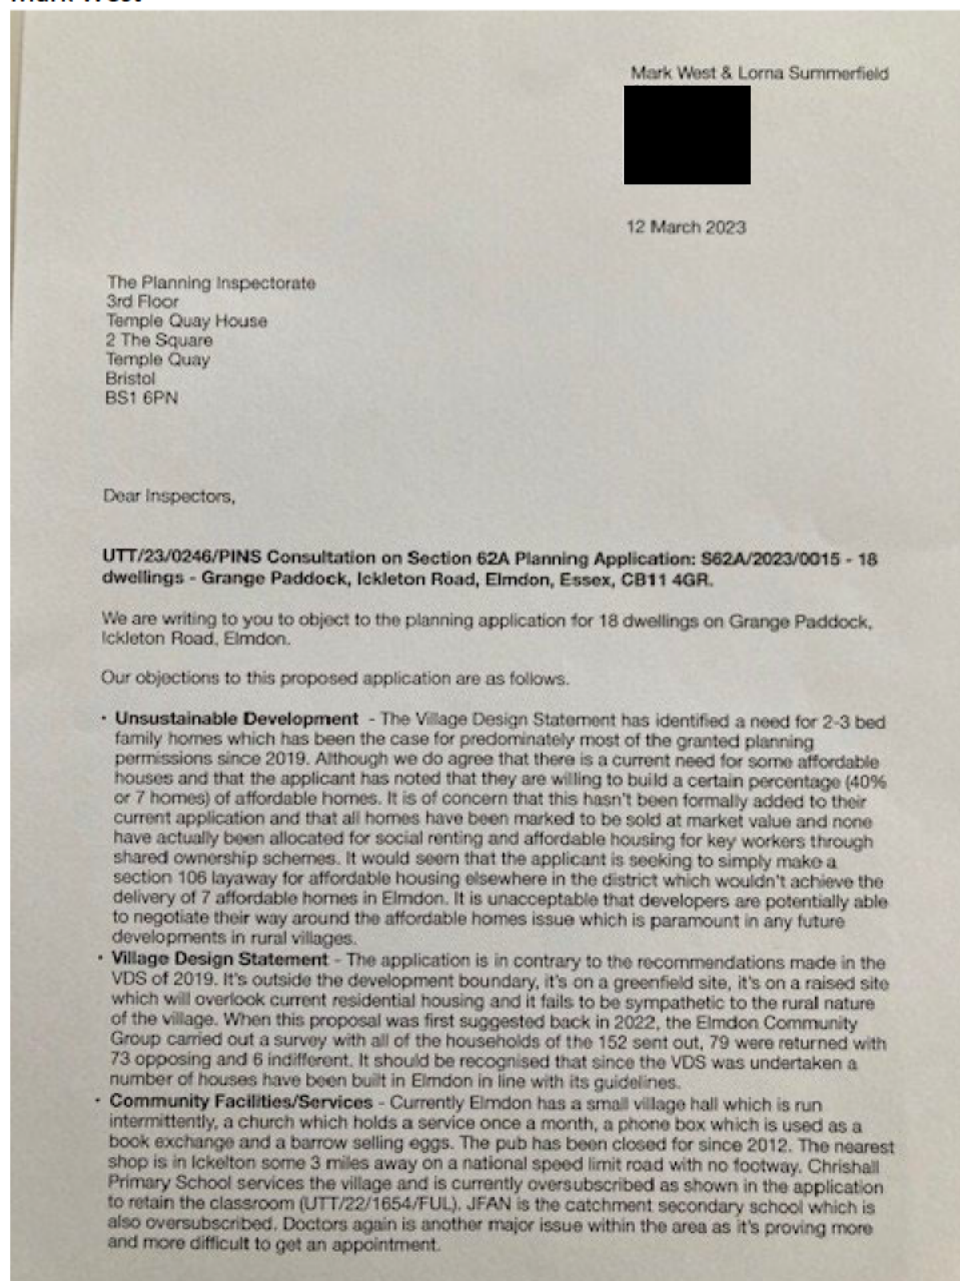 Mark West & Lorna Summerfield
12 March 2023
The Planning Inspectorate
3rd Floor
Temple Quay House
2 The Square
Temple Quay
Bristol
BS1 6PN
Dear Inspectors,
UTT/23/0246/PINS Consultation on Section 62A Planning Application: S62A/2023/0015 - 18
dwellings - Grange Paddock, Ickleton Road, Elmdon, Essex, CB11 4GR.
We are writing to you to object to the planning application for 18 dwellings on Grange Paddock,
Ickleton Road, Elmdon.
Our objections to this proposed application are as follows.
• Unsustainable Development - The Village Design Statement has identified a need for 2-3 bed
family homes which has been the case for predominately most of the granted planning
permissions since 2019. Although we do agree that there is a current need for some affordable
houses and that the applicant has noted that they are willing to build a certain percentage (40%
or 7 homes) of affordable homes. It is of concern that this hasn't been formally added to their
current application and that all homes have been marked to be sold at market value and none
have actually been allocated for social renting and affordable housing for key workers through
shared ownership schemes. It would seem that the applicant is seeking to simply make a
section 106 layaway for affordable housing elsewhere in the district which wouldn't achieve the
delivery of 7 affordable homes in Elmdon. It is unacceptable that developers are potentially able
to negotiate their way around the affordable homes issue which is paramount in any future
developments in rural villages.
• Village Design Statement - The application is in contrary to the recommendations made in the
VDS of 2019. It's outside the development boundary, it's on a greenfield site, it's on a raised site
which will overlook current residential housing and it fails to be sympathetic to the rural nature
of the village. When this proposal was first suggested back in 2022, the Elmdon Community
Group carried out a survey with all of the households of the 152 sent out, 79 were returned with
73 opposing and 6 indifferent. It should be recognised that since the VDS was undertaken a
number of houses have been built in Elmdon in line with its guidelines.
• Community Facilities/Services - Currently Elmdon has a small village hall which is run
intermittently, a church which holds a service once a month, a phone box which is used as a
book exchange and a barrow selling eggs. The pub has been closed for since 2012. The nearest
shop is in Ickelton some 3 miles away on a national speed limit road with no footway. Chrishall
Primary School services the village and is currently oversubscribed as shown in the application
to retain the classroom (UTT/22/1654/FUL). JFAN is the catchment secondary school which is
also oversubscribed. Doctors again is another major issue within the area as it's proving more
and more difficult to get an appointment.